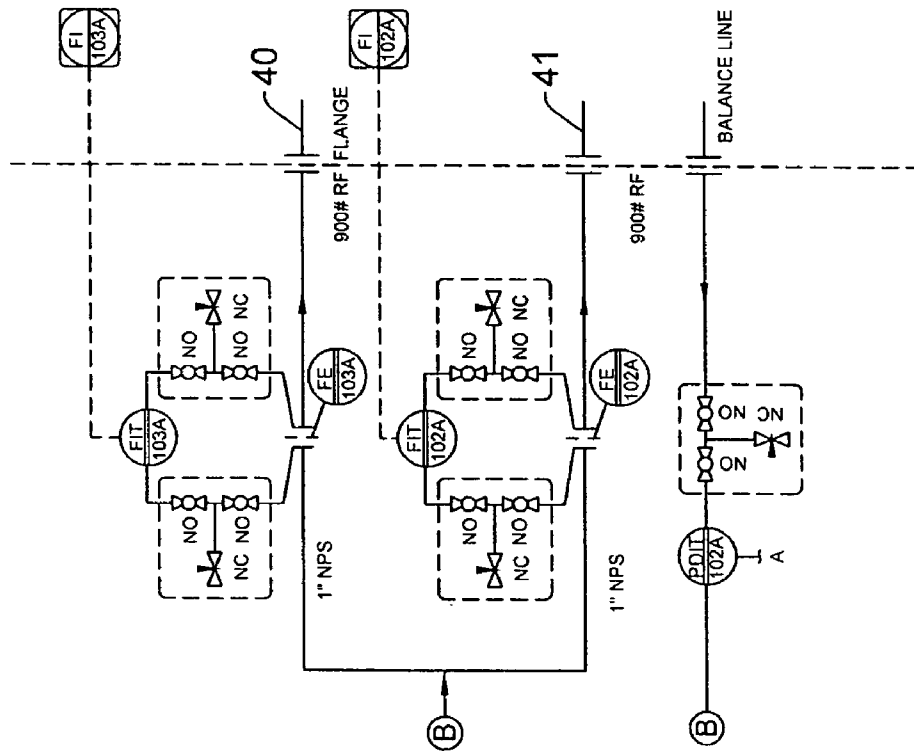 FI
103A
40
FI
102A
41
BALANCE LINE
900# RF FLANGE
900# RF
NO
NO
NC
FIT
103A
FE
103A
NO
NO
NC
1" NPS
NO
NO
NC
FIT
102A
FE
102A
NO
NO
NC
1" NPS
NO
NO
NC
PDIT
102A
A
B
B